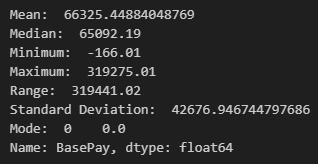 Mean:  66325.44884048769
Median:  65092.19
Minimum:  -166.01
Maximum:  319275.01
Range:  319441.02
Standard Deviation:  42676.946744797686
Mode:  0    0.0
Name: BasePay, dtype: float64